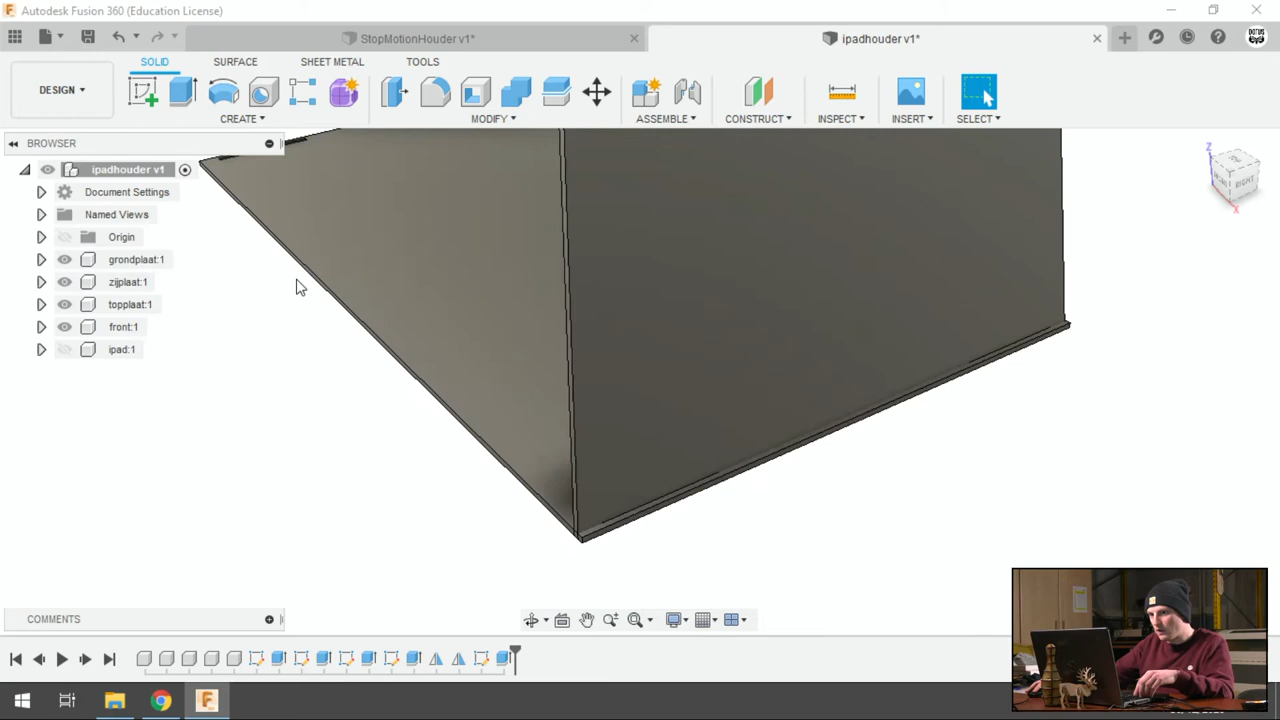 Autodesk Fusion 360 (Education License)
StopMotionHouder v1*
ipadhouder v1*
DESIGN
SOLID
SURFACE
SHEET METAL
TOOLS
CREATE
MODIFY
ASSEMBLE
CONSTRUCT
INSPECT
INSERT
SELECT
BROWSER
ipadhouder v1
Document Settings
Named Views
Origin
grondplaat:1
zijplaat:1
topplaat:1
front:1
ipad:1
Z
TOP
RIGHT
X
COMMENTS